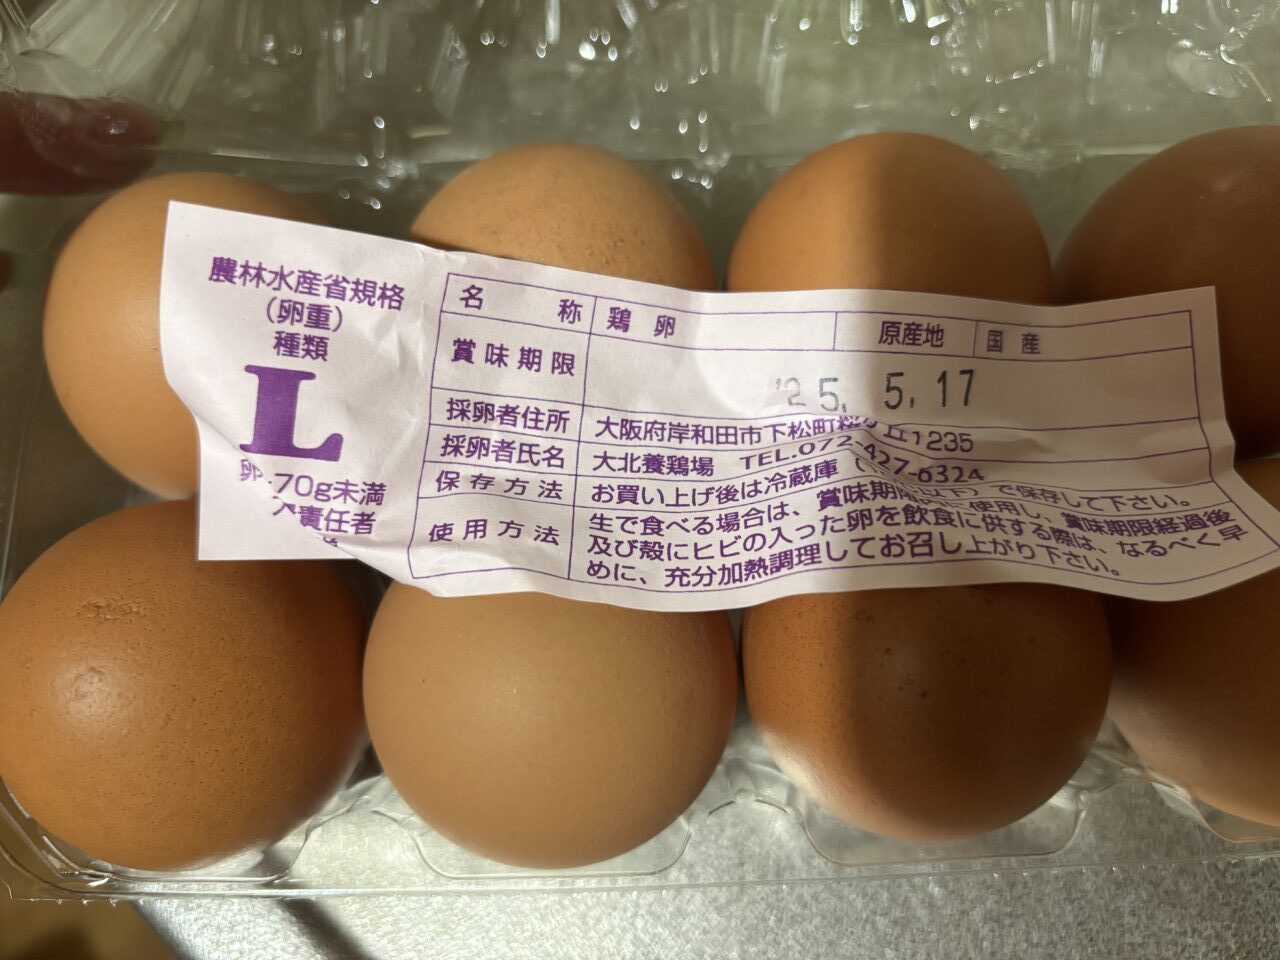 農林水産省規格
（卵重）
種類
L
卵 70g未満
責任者
名称 鶏卵 原産地 国産
賞味期限 '25. 5. 17
採卵者住所 大阪府岸和田市下松町 1235
採卵者氏名 大北養鶏場 TEL.072-427-6324
保存方法 お買い上げ後は冷蔵庫（ 以下）で保存して下さい。
使用方法 生で食べる場合は、賞味期限 に使用し、賞味期限経過後
及び殻にヒビの入った卵を飲食に供する際は、なるべく早
めに、充分加熱調理してお召し上がり下さい。